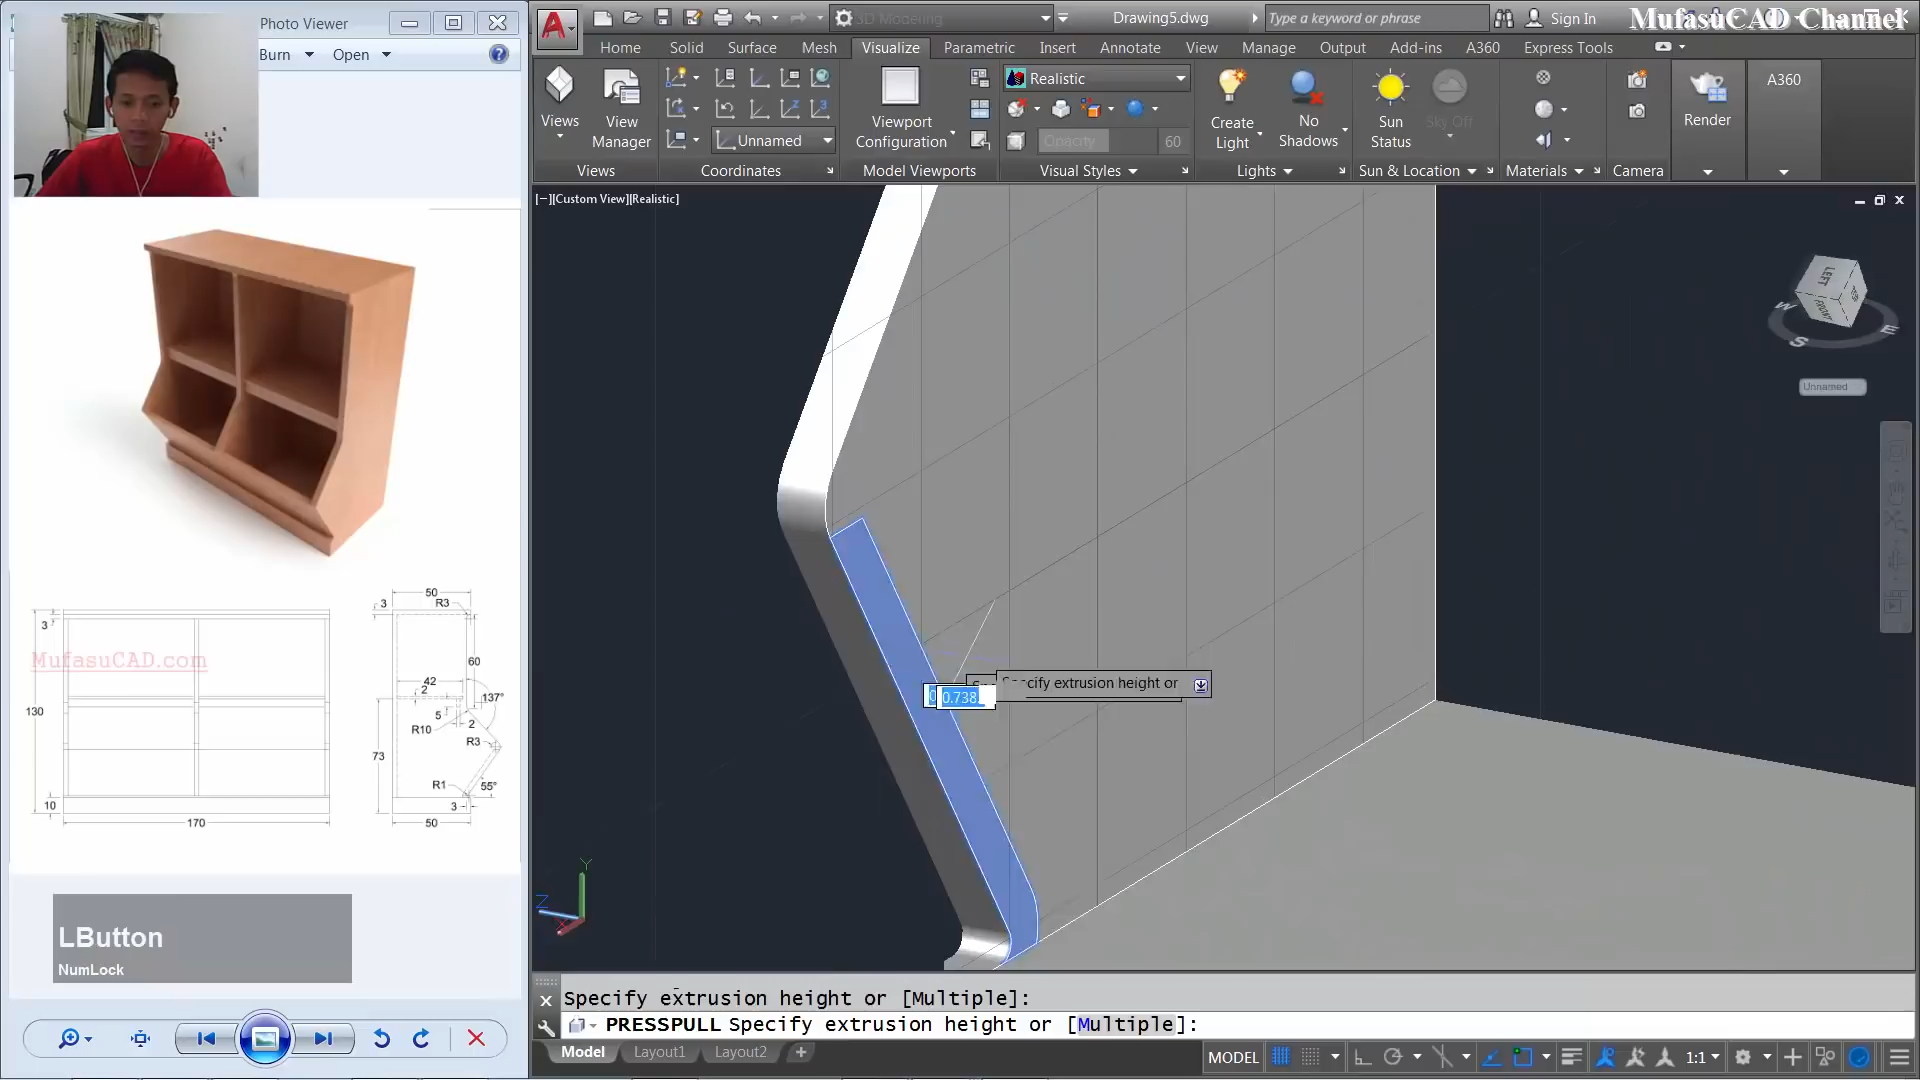 Photo Viewer
Burn
Open
3D Modeling
Drawing5.dwg
Type a keyword or phrase
Sign In
MufasuCAD Channel
Home
Solid
Surface
Mesh
Visualize
Parametric
Insert
Annotate
View
Manage
Output
Add-ins
A360
Express Tools
Views
View
Manager
Unnamed
Viewport
Configuration
Realistic
Opacity
60
Create
Light
No
Shadows
Sun
Status
Sky Off
Render
A360
Views
Coordinates
Model Viewports
Visual Styles
Lights
Sun & Location
Materials
Camera
[−][Custom View][Realistic]
LEFT
FRONT
W
S
E
Unnamed
50
3
R3
3
60
MufasuCAD.com
42
2
137°
130
5
2
R10
R3
73
R1
55°
10
3
170
50
0.738
Specify extrusion height or
Y
Z
X
LButton
NumLock
Specify extrusion height or [Multiple]:
PRESSPULL Specify extrusion height or [Multiple]:
Model
Layout1
Layout2
MODEL
1:1